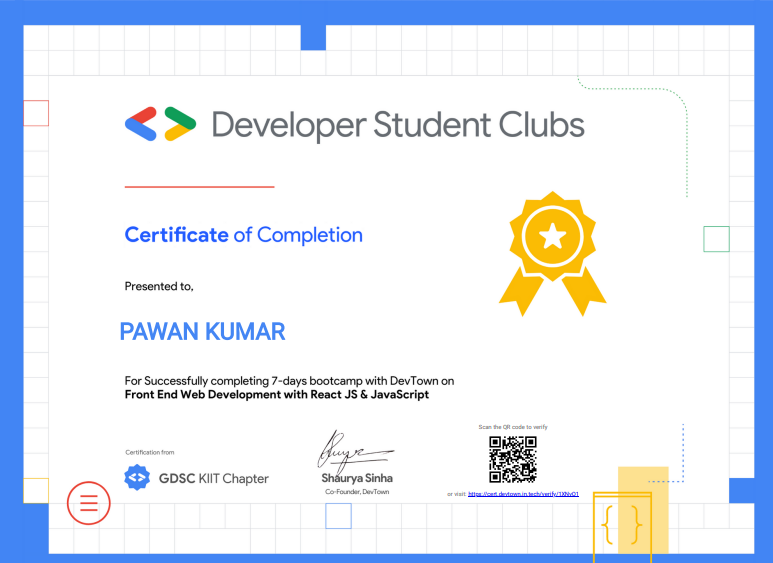 Developer Student Clubs
Certificate of Completion
Presented to,
PAWAN KUMAR
For Successfully completing 7-days bootcamp with DevTown on
Front End Web Development with React JS & JavaScript
Certification from
GDSC KIIT Chapter
Shaurya Sinha
Co-Founder, DevTown
Scan the QR code to verify
or visit: https://cert.devtown.in.tech/verify/1XNvO1